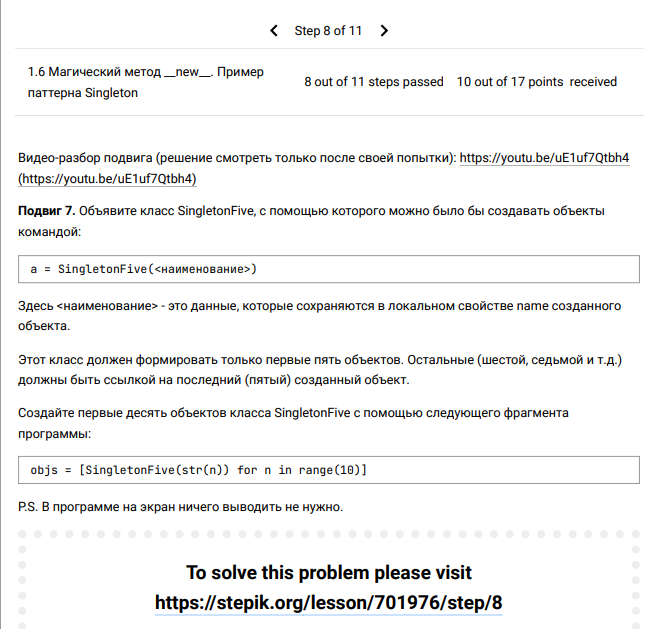 Step 8 of 11
1.6 Магический метод __new__. Пример
паттерна Singleton
8 out of 11 steps passed
10 out of 17 points received
Видео-разбор подвига (решение смотреть только после своей попытки): https://youtu.be/uE1uf7Qtbh4
(https://youtu.be/uE1uf7Qtbh4)
Подвиг 7. Объявите класс SingletonFive, с помощью которого можно было бы создавать объекты
командой:
a = SingletonFive(<наименование>)
Здесь <наименование> - это данные, которые сохраняются в локальном свойстве name созданного
объекта.
Этот класс должен формировать только первые пять объектов. Остальные (шестой, седьмой и т.д.)
должны быть ссылкой на последний (пятый) созданный объект.
Создайте первые десять объектов класса SingletonFive с помощью следующего фрагмента
программы:
objs = [SingletonFive(str(n)) for n in range(10)]
P.S. В программе на экран ничего выводить не нужно.
To solve this problem please visit
https://stepik.org/lesson/701976/step/8